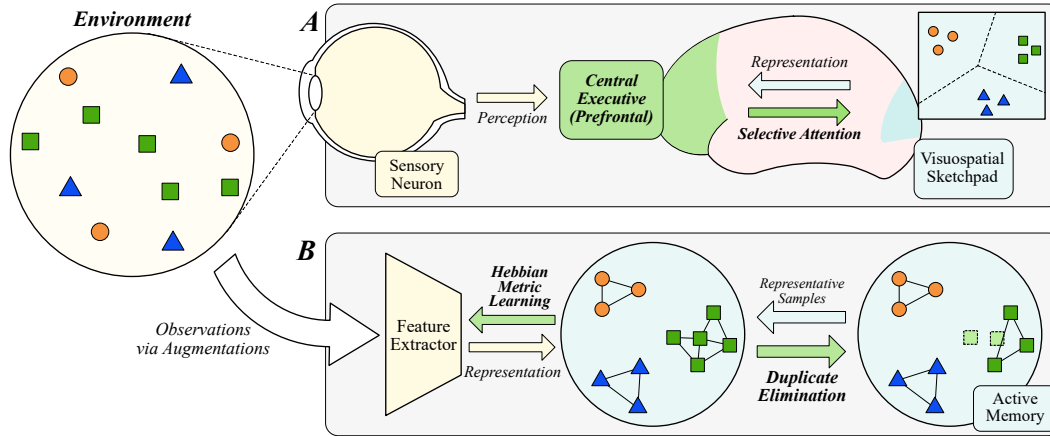 Environment
A
Perception
Sensory
Neuron
Central
Executive
(Prefrontal)
Representation
Selective Attention
Visuospatial
Sketchpad
Observations
via Augmentations
B
Feature
Extractor
Hebbian
Metric
Learning
Representation
Representative
Samples
Duplicate
Elimination
Active
Memory